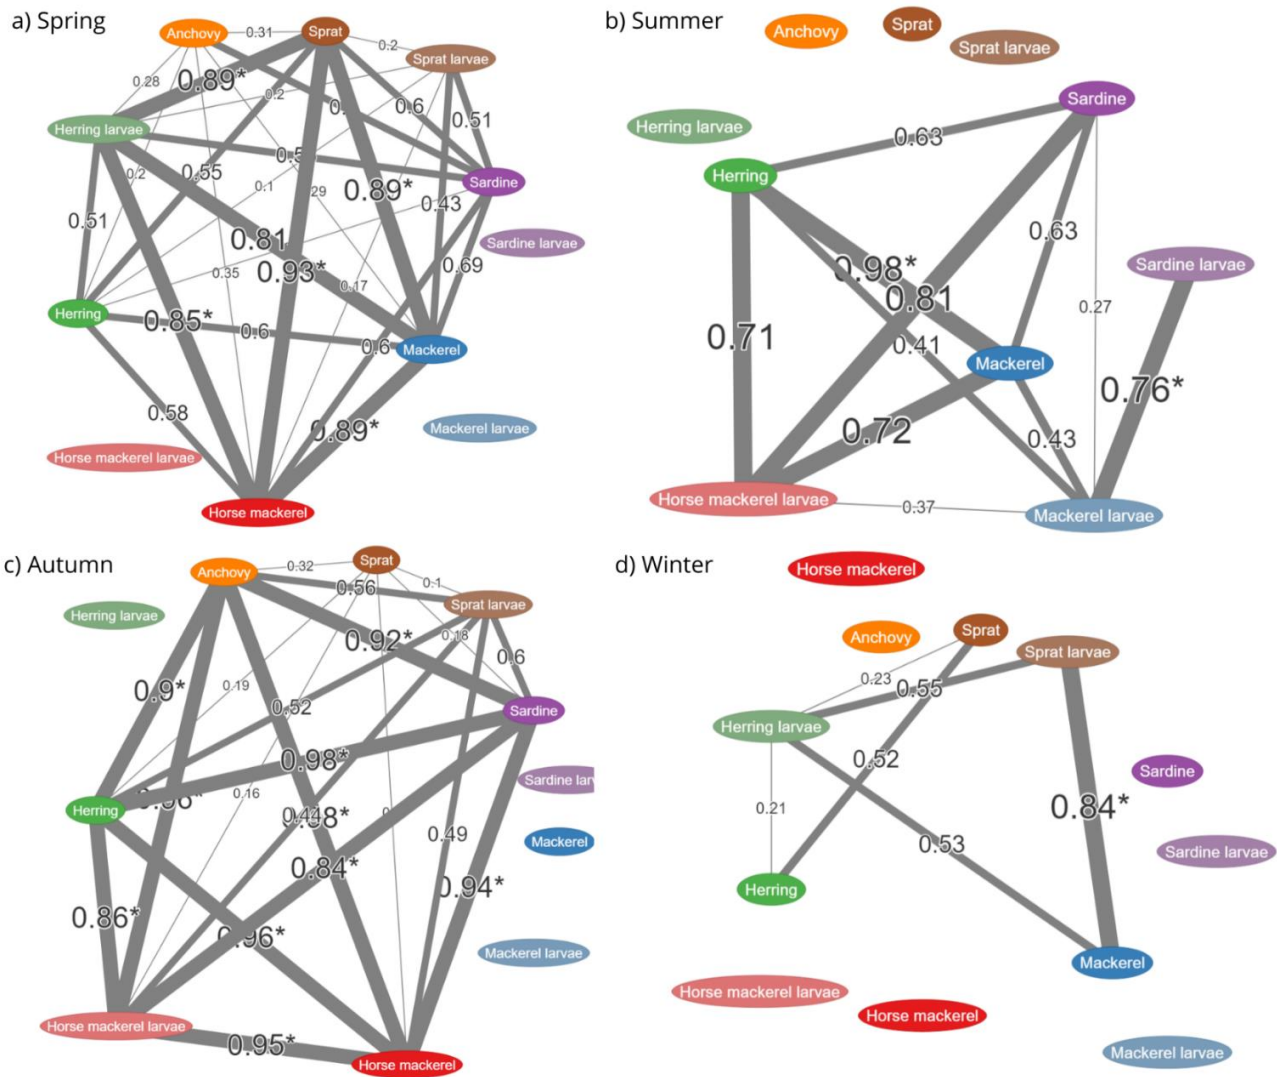 a) Spring
Anchovy
0.31
Sprat
0.2
Sprat larvae
0.28
0.89*
0.2
0.6
0.51
Herring larvae
0.2
0.55
0.1
0.89*
Sardine
0.43
0.51
0.81
Sardine larvae
0.93*
0.69
0.35
0.17
Herring
0.85*
0.6
0.6
Mackerel
0.58
0.89*
Mackerel larvae
Horse mackerel larvae
Horse mackerel
b) Summer
Anchovy
Sprat
Sprat larvae
Sardine
Herring larvae
0.63
Herring
0.63
Sardine larvae
0.98*
0.81
0.27
0.71
0.41
Mackerel
0.76*
0.72
0.43
Horse mackerel larvae
0.37
Mackerel larvae
c) Autumn
Anchovy
0.32
Sprat
0.56
0.1
Sprat larvae
Herring larvae
0.92*
0.18
0.6
0.9*
0.19
0.52
Sardine
0.98*
Sardine lar
0.16
Herring
0.44
0.49
Mackerel
0.84*
0.94*
0.86*
0.96*
Mackerel larvae
Horse mackerel larvae
0.95*
Horse mackerel
d) Winter
Horse mackerel
Anchovy
Sprat
Sprat larvae
0.23
0.55
Herring larvae
0.52
Sardine
0.21
0.84*
0.53
Sardine larvae
Herring
Mackerel
Horse mackerel larvae
Horse mackerel
Mackerel larvae